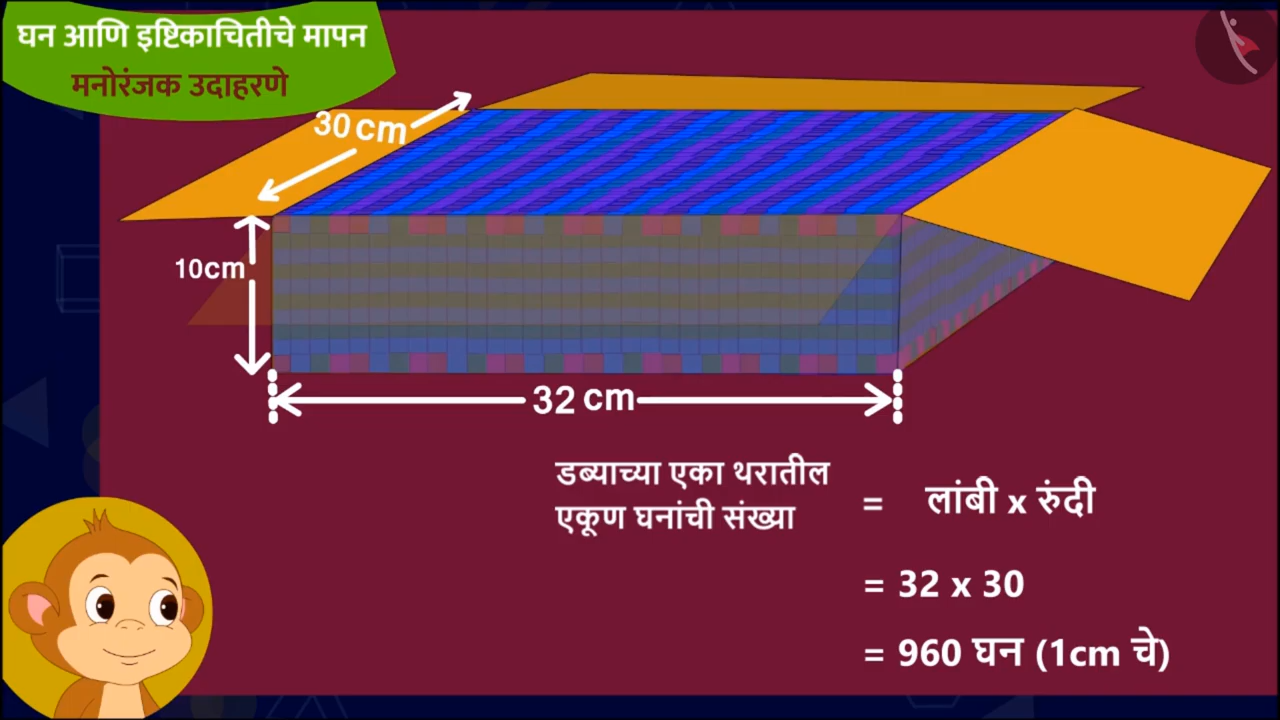 घन आणि इष्टिकाचितीचे मापन
मनोरंजक उदाहरणे
30 cm
10cm
32 cm
डब्याच्या एका थरातील
एकूण घनांची संख्या
= लांबी x रुंदी
= 32 x 30
= 960 घन (1cm चे)